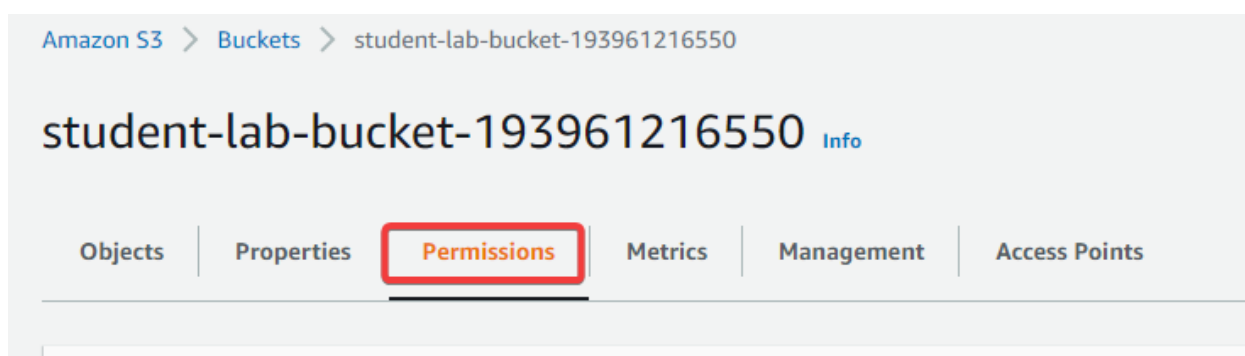 Amazon S3 > Buckets > student-lab-bucket-193961216550
student-lab-bucket-193961216550 Info
Objects Properties Permissions Metrics Management Access Points